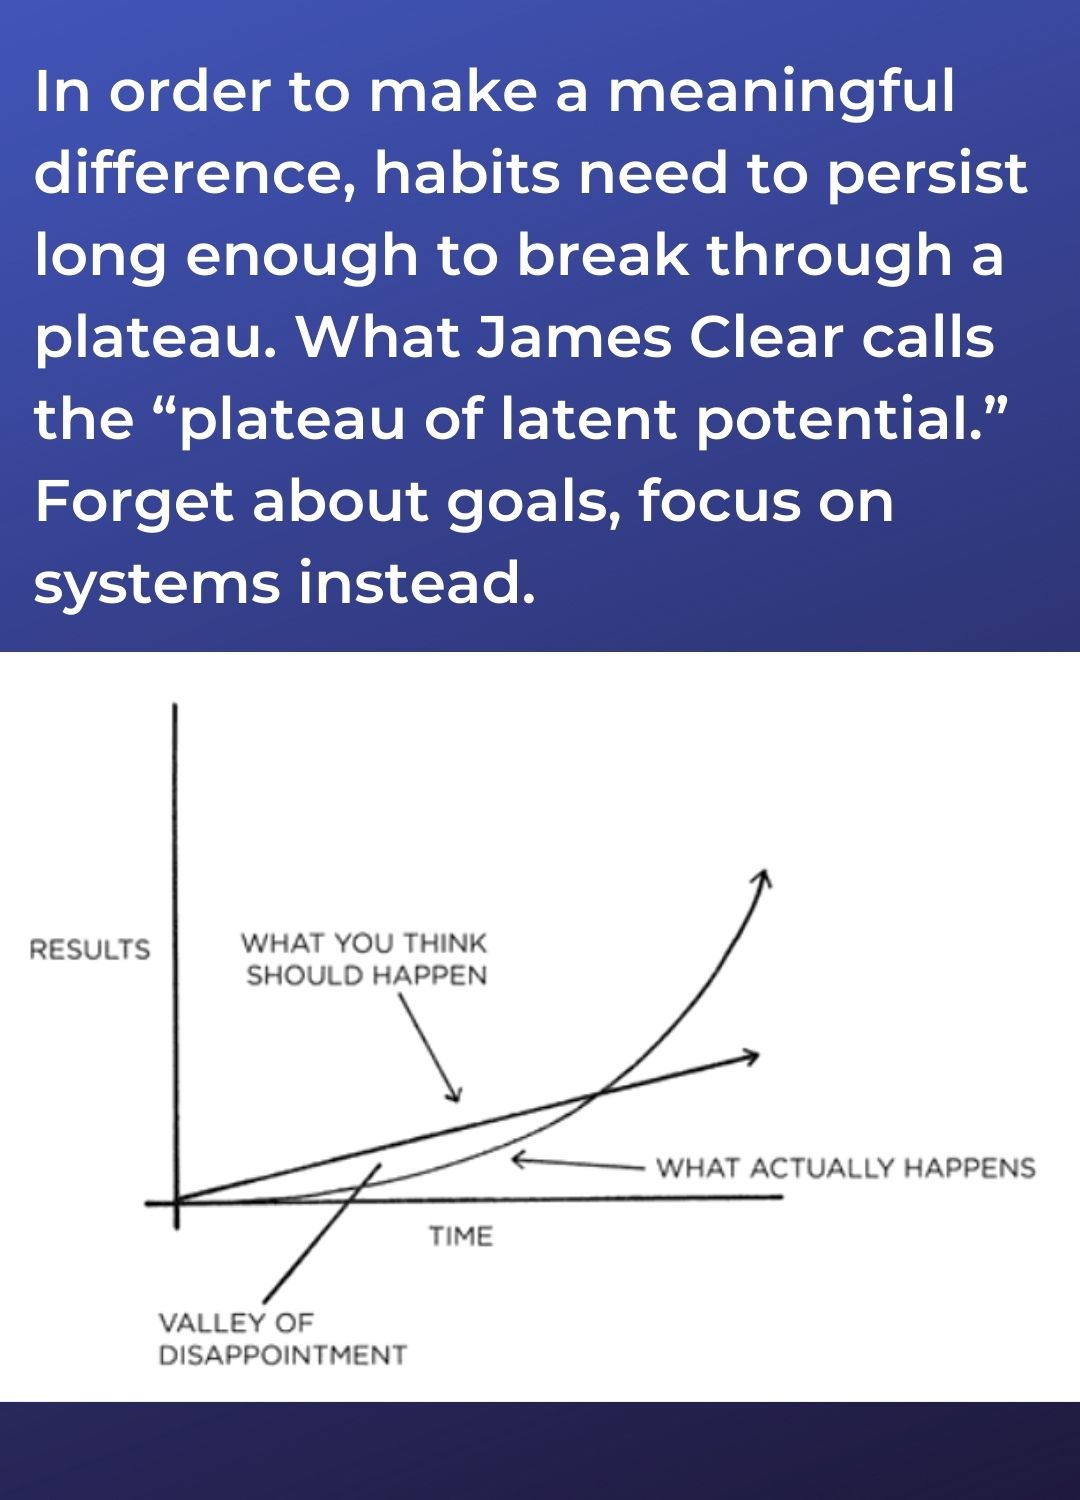 In order to make a meaningful
difference, habits need to persist
long enough to break through a
plateau. What James Clear calls
the “plateau of latent potential.”
Forget about goals, focus on
systems instead.
RESULTS
WHAT YOU THINK
SHOULD HAPPEN
WHAT ACTUALLY HAPPENS
TIME
VALLEY OF
DISAPPOINTMENT